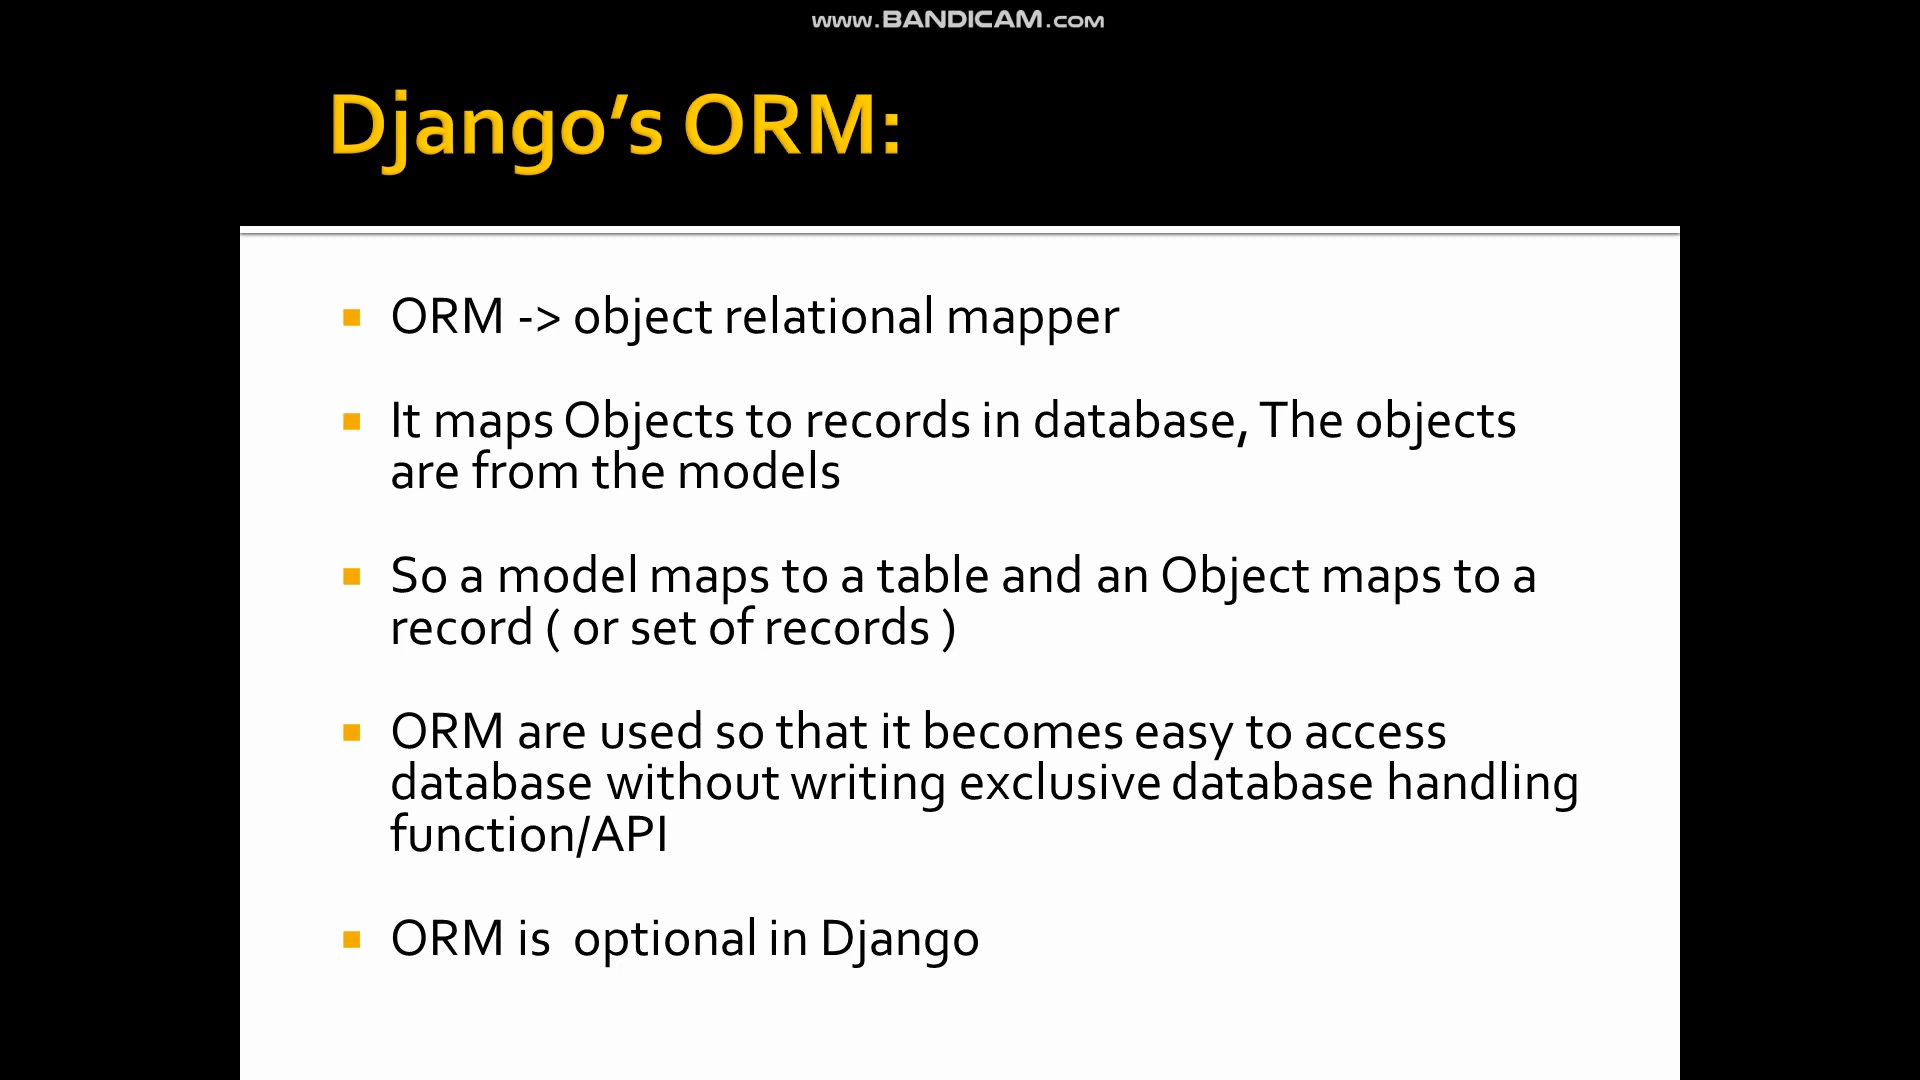 www.BANDICAM.COM
Django’s ORM:
ORM -> object relational mapper
It maps Objects to records in database, The objects
are from the models
So a model maps to a table and an Object maps to a
record ( or set of records )
ORM are used so that it becomes easy to access
database without writing exclusive database handling
function/API
ORM is  optional in Django